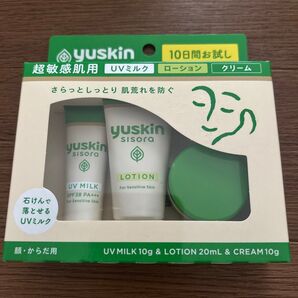 yuskin
sisora
10日間お試し
超敏感肌用 UVミルク ローション クリーム
さらっとしっとり 肌荒れを防ぐ
yuskin
sisora
UV MILK
For Sensitive Skin
SPF38 PA+++
yuskin
sisora
LOTION
For Sensitive Skin
石けんで
落とせる
UVミルク
顔・からだ用
UV MILK 10g & LOTION 20mL & CREAM 10g